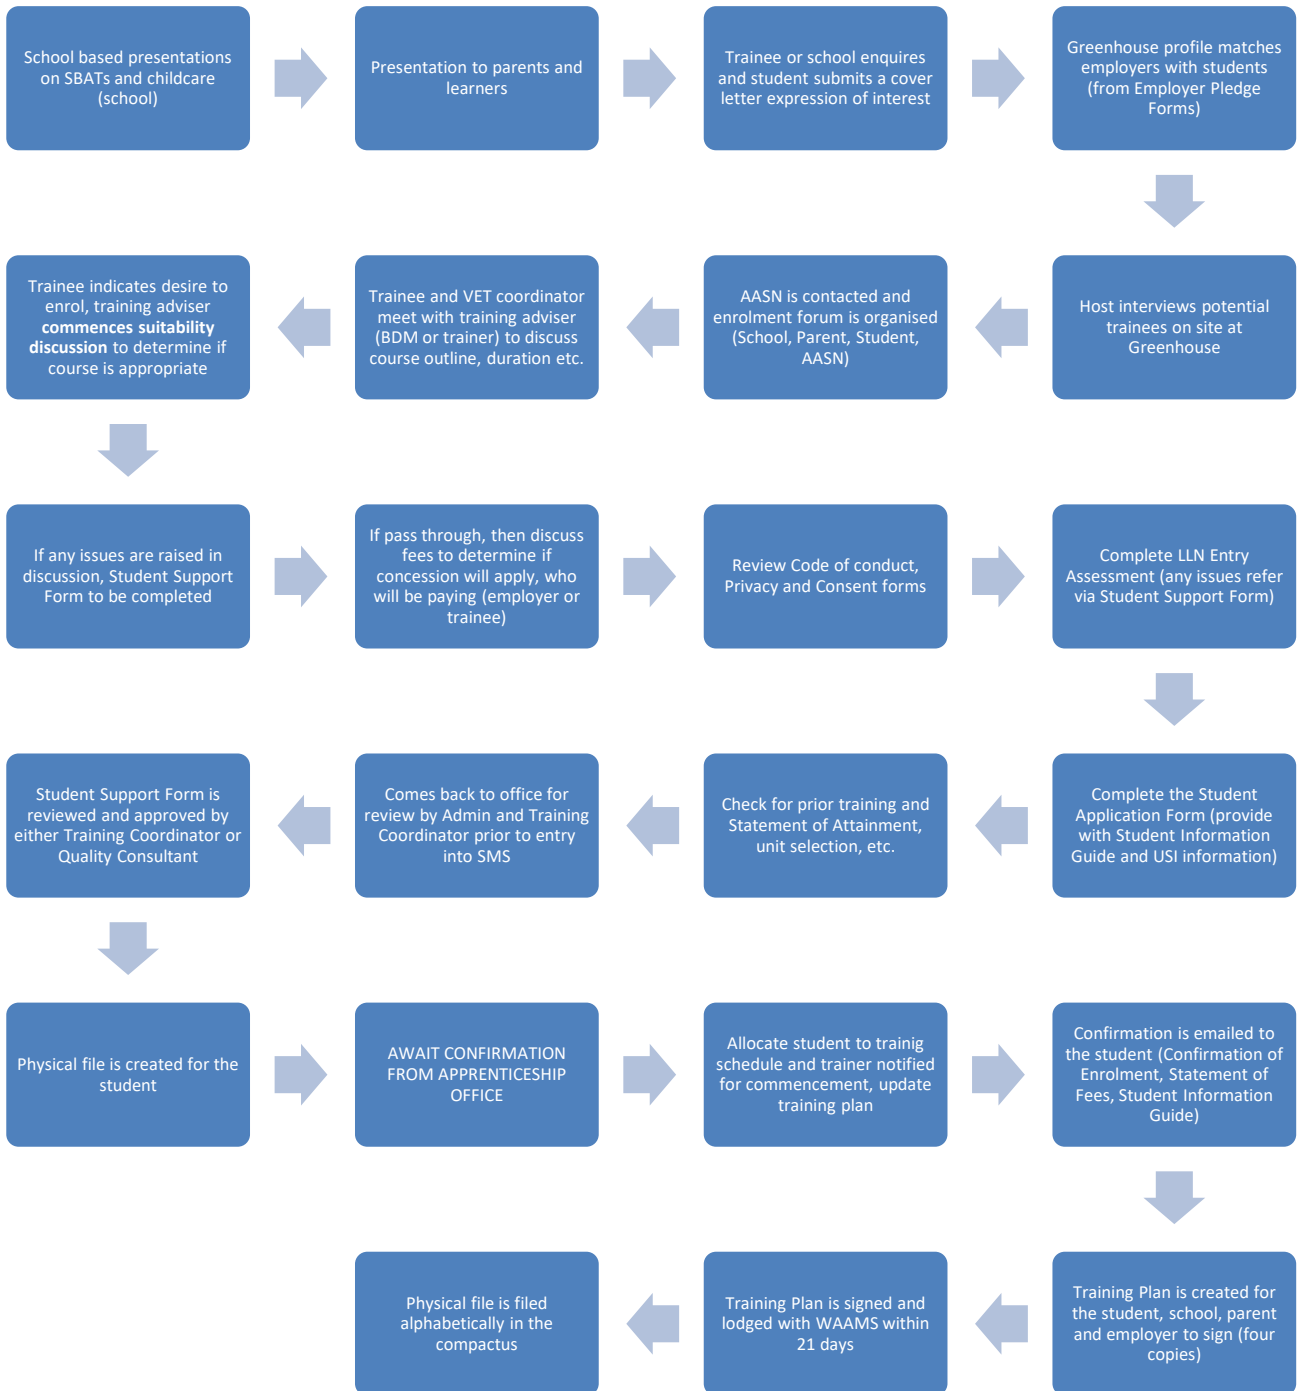 School based presentations
on SBATs and childcare
(school)
Presentation to parents and
learners
Trainee or school enquires
and student submits a cover
letter expression of interest
Greenhouse profile matches
employers with students
(from Employer Pledge
Forms)
Host interviews potential
trainees on site at
Greenhouse
AASN is contacted and
enrolment forum is organised
(School, Parent, Student,
AASN)
Trainee and VET coordinator
meet with training adviser
(BDM or trainer) to discuss
course outline, duration etc.
Trainee indicates desire to
enrol, training adviser
commences suitability
discussion to determine if
course is appropriate
If any issues are raised in
discussion, Student Support
Form to be completed
If pass through, then discuss
fees to determine if
concession will apply, who
will be paying (employer or
trainee)
Review Code of conduct,
Privacy and Consent forms
Complete LLN Entry
Assessment (any issues refer
via Student Support Form)
Complete the Student
Application Form (provide
with Student Information
Guide and USI information)
Check for prior training and
Statement of Attainment,
unit selection, etc.
Comes back to office for
review by Admin and Training
Coordinator prior to entry
into SMS
Student Support Form is
reviewed and approved by
either Training Coordinator or
Quality Consultant
Physical file is created for the
student
AWAIT CONFIRMATION
FROM APPRENTICESHIP
OFFICE
Allocate student to trainig
schedule and trainer notified
for commencement, update
training plan
Confirmation is emailed to
the student (Confirmation of
Enrolment, Statement of
Fees, Student Information
Guide)
Training Plan is created for
the student, school, parent
and employer to sign (four
copies)
Training Plan is signed and
lodged with WAAMS within
21 days
Physical file is filed
alphabetically in the
compactus